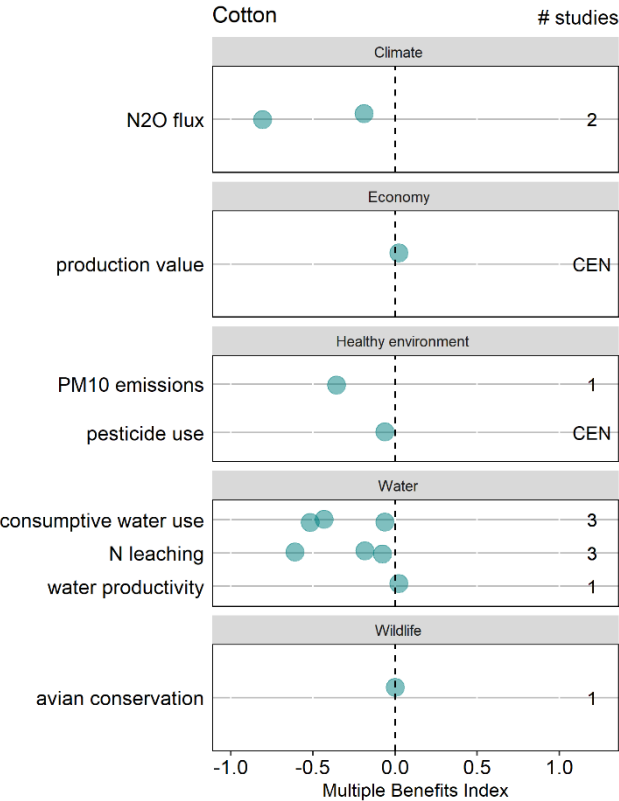 Cotton # studies
Climate
N2O flux 2
Economy
production value CEN
Healthy environment
PM10 emissions 1
pesticide use CEN
Water
consumptive water use 3
N leaching 3
water productivity 1
Wildlife
avian conservation 1
-1.0 -0.5 0.0 0.5 1.0
Multiple Benefits Index